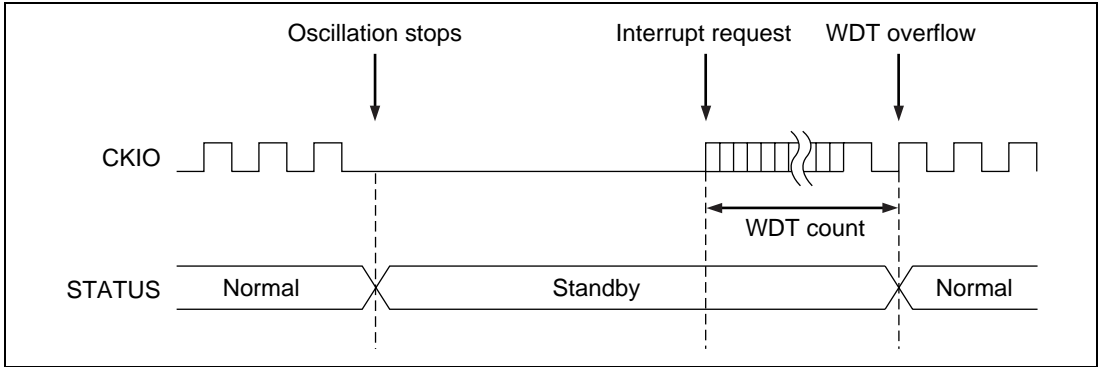 Oscillation stops Interrupt request WDT overflow
CKIO
WDT count
STATUS Normal Standby Normal